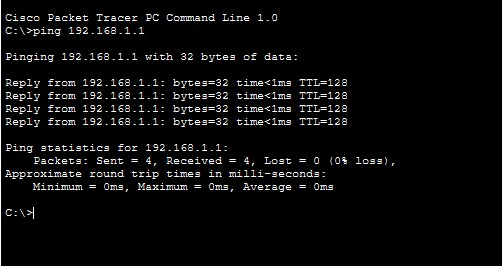 Cisco Packet Tracer PC Command Line 1.0
C:\>ping 192.168.1.1
Pinging 192.168.1.1 with 32 bytes of data:
Reply from 192.168.1.1: bytes=32 time<1ms TTL=128
Reply from 192.168.1.1: bytes=32 time<1ms TTL=128
Reply from 192.168.1.1: bytes=32 time<1ms TTL=128
Reply from 192.168.1.1: bytes=32 time<1ms TTL=128
Ping statistics for 192.168.1.1:
Packets: Sent = 4, Received = 4, Lost = 0 (0% loss),
Approximate round trip times in milli-seconds:
Minimum = 0ms, Maximum = 0ms, Average = 0ms
C:\>